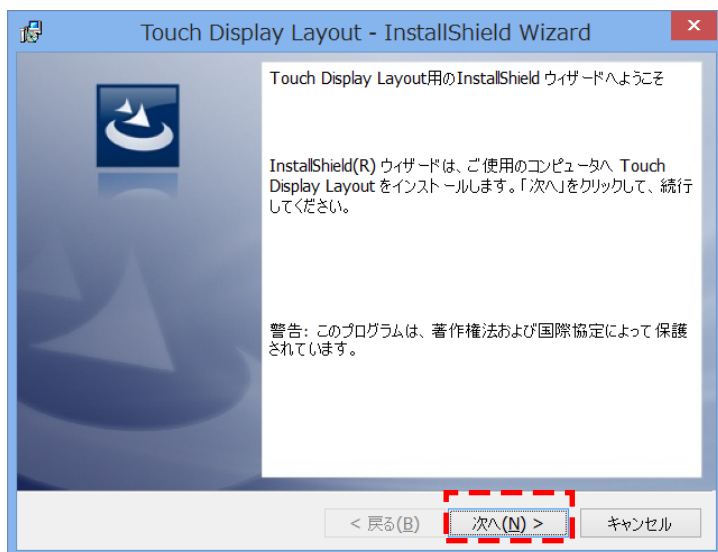 Touch Display Layout - InstallShield Wizard
Touch Display Layout用のInstallShield ウィザードへようこそ
InstallShield(R) ウィザードは、ご使用のコンピュータへ Touch
Display Layout をインストールします。「次へ」をクリックして、続行
してください。
警告: このプログラムは、著作権法および国際協定によって保護
されています。
< 戻る(B)
次へ(N) >
キャンセル